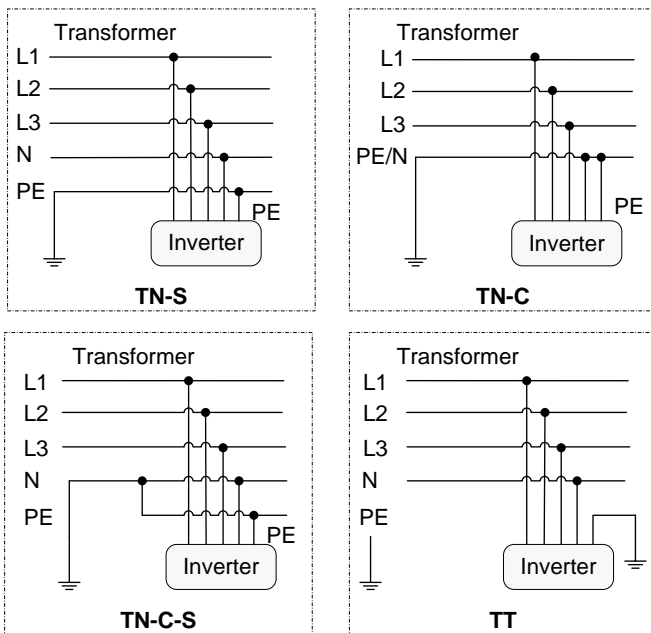 Transformer
L1
L2
L3
N
PE
PE
Inverter
TN-S
Transformer
L1
L2
L3
PE/N
PE
Inverter
TN-C
Transformer
L1
L2
L3
N
PE
PE
Inverter
TN-C-S
Transformer
L1
L2
L3
N
PE
Inverter
TT